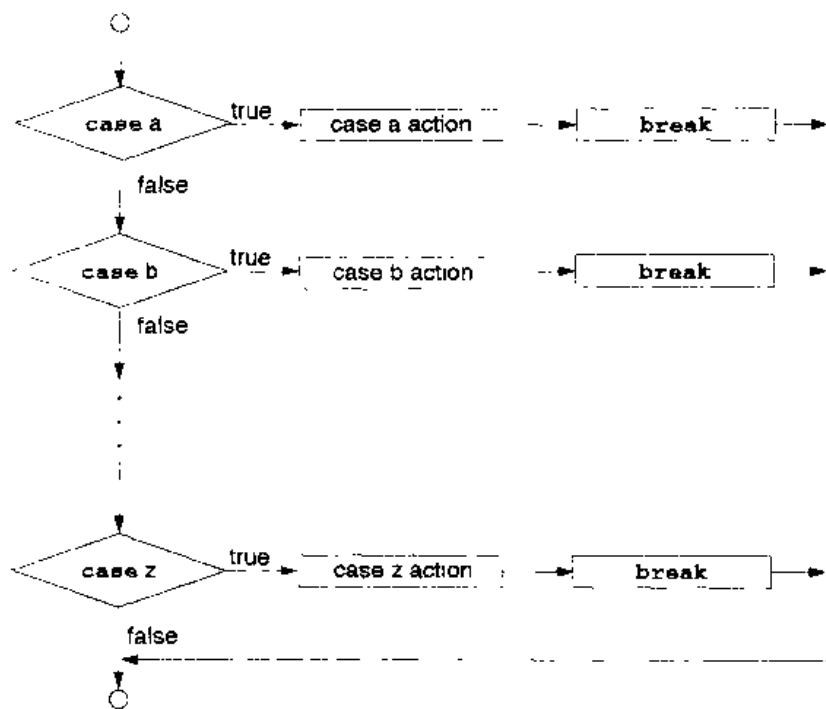 true
case a
case a action
break
false
true
case b
case b action
break
false
true
case z
case z action
break
false